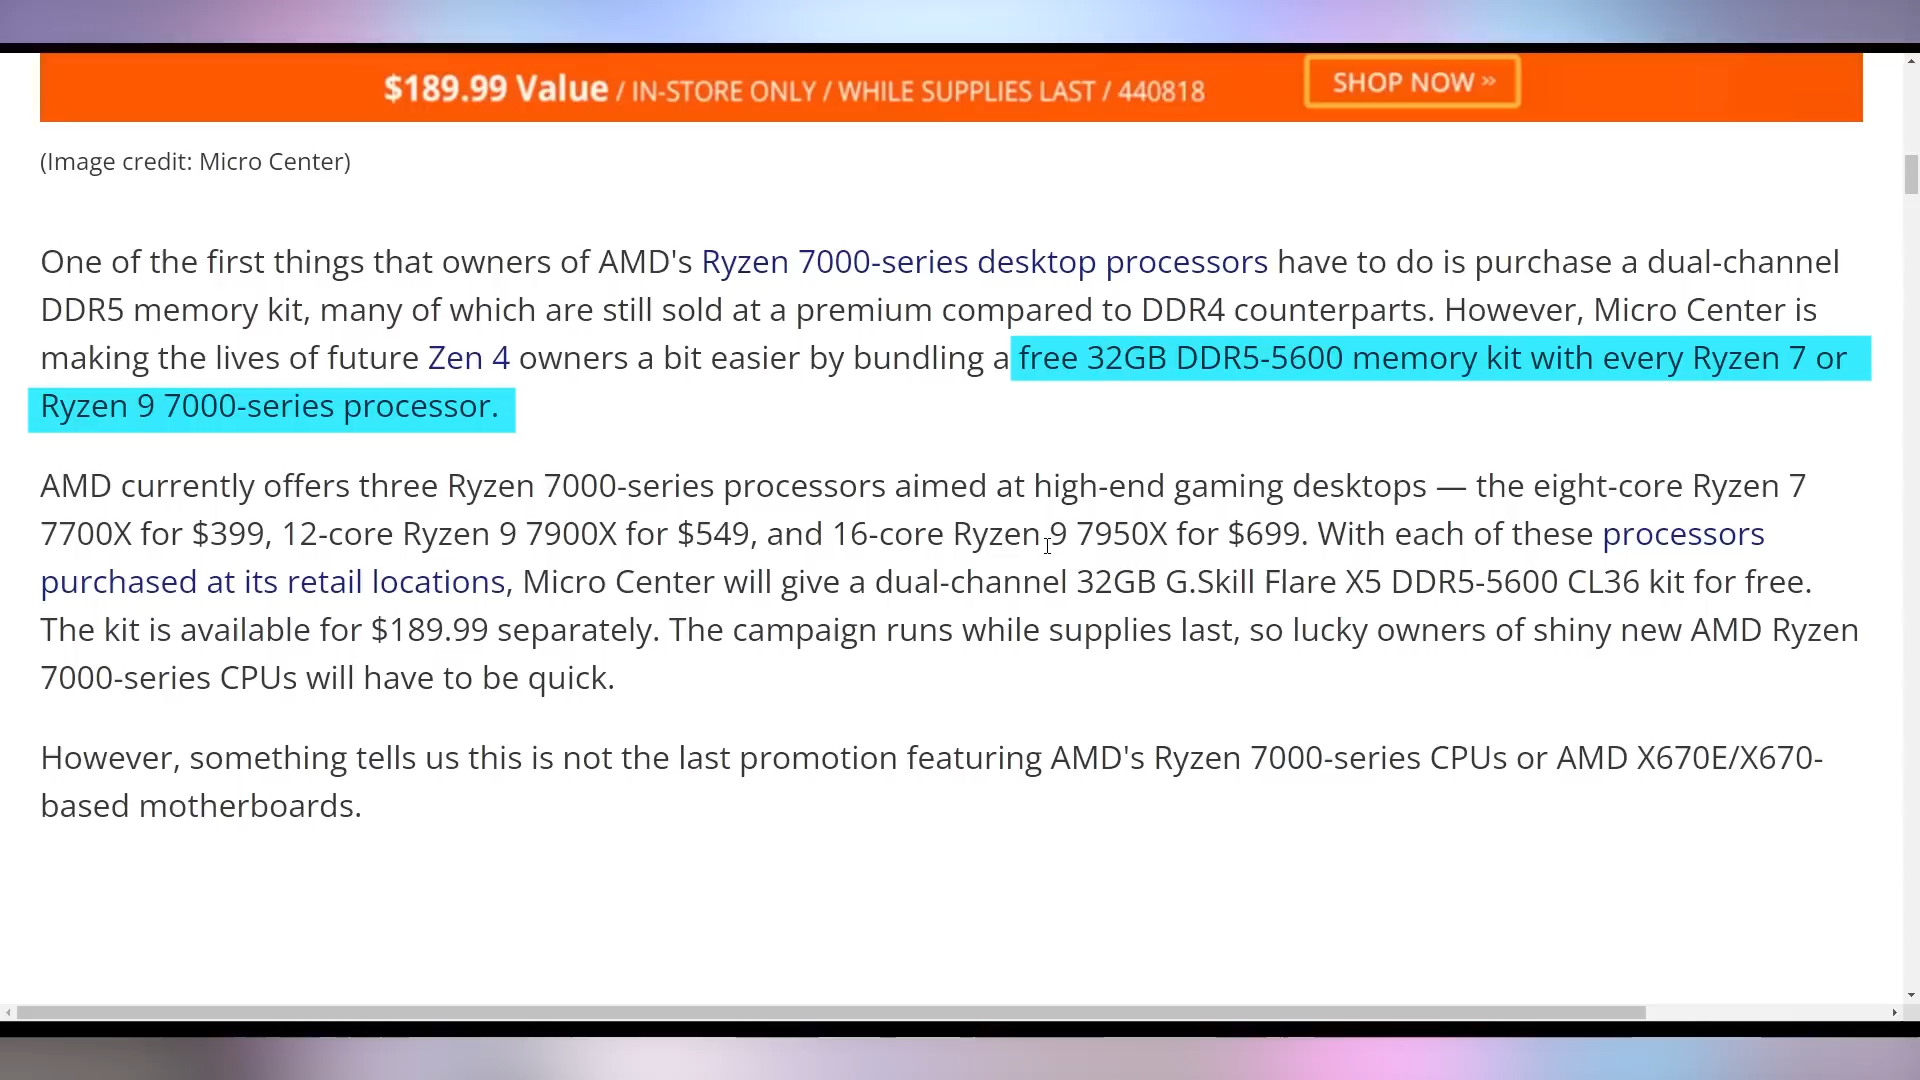 $189.99 Value / IN-STORE ONLY / WHILE SUPPLIES LAST / 440818
SHOP NOW »
(Image credit: Micro Center)
One of the first things that owners of AMD's Ryzen 7000-series desktop processors have to do is purchase a dual-channel
DDR5 memory kit, many of which are still sold at a premium compared to DDR4 counterparts. However, Micro Center is
making the lives of future Zen 4 owners a bit easier by bundling a free 32GB DDR5-5600 memory kit with every Ryzen 7 or
Ryzen 9 7000-series processor.
AMD currently offers three Ryzen 7000-series processors aimed at high-end gaming desktops — the eight-core Ryzen 7
7700X for $399, 12-core Ryzen 9 7900X for $549, and 16-core Ryzen 9 7950X for $699. With each of these processors
purchased at its retail locations, Micro Center will give a dual-channel 32GB G.Skill Flare X5 DDR5-5600 CL36 kit for free.
The kit is available for $189.99 separately. The campaign runs while supplies last, so lucky owners of shiny new AMD Ryzen
7000-series CPUs will have to be quick.
However, something tells us this is not the last promotion featuring AMD's Ryzen 7000-series CPUs or AMD X670E/X670-
based motherboards.